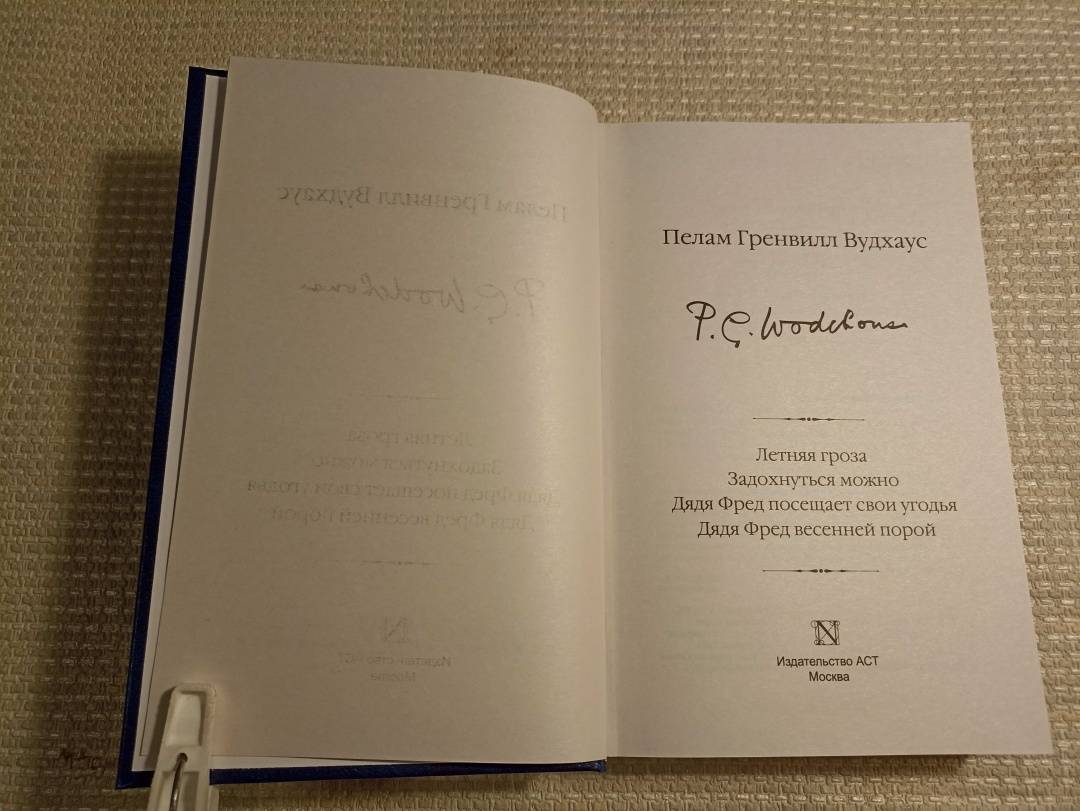 Пелам Гренвилл Вудхаус
P. G. Wodehouse
Летняя гроза
Задохнуться можно
Дядя Фред посещает свои угодья
Дядя Фред весенней порой
N
Издательство АСТ
Москва